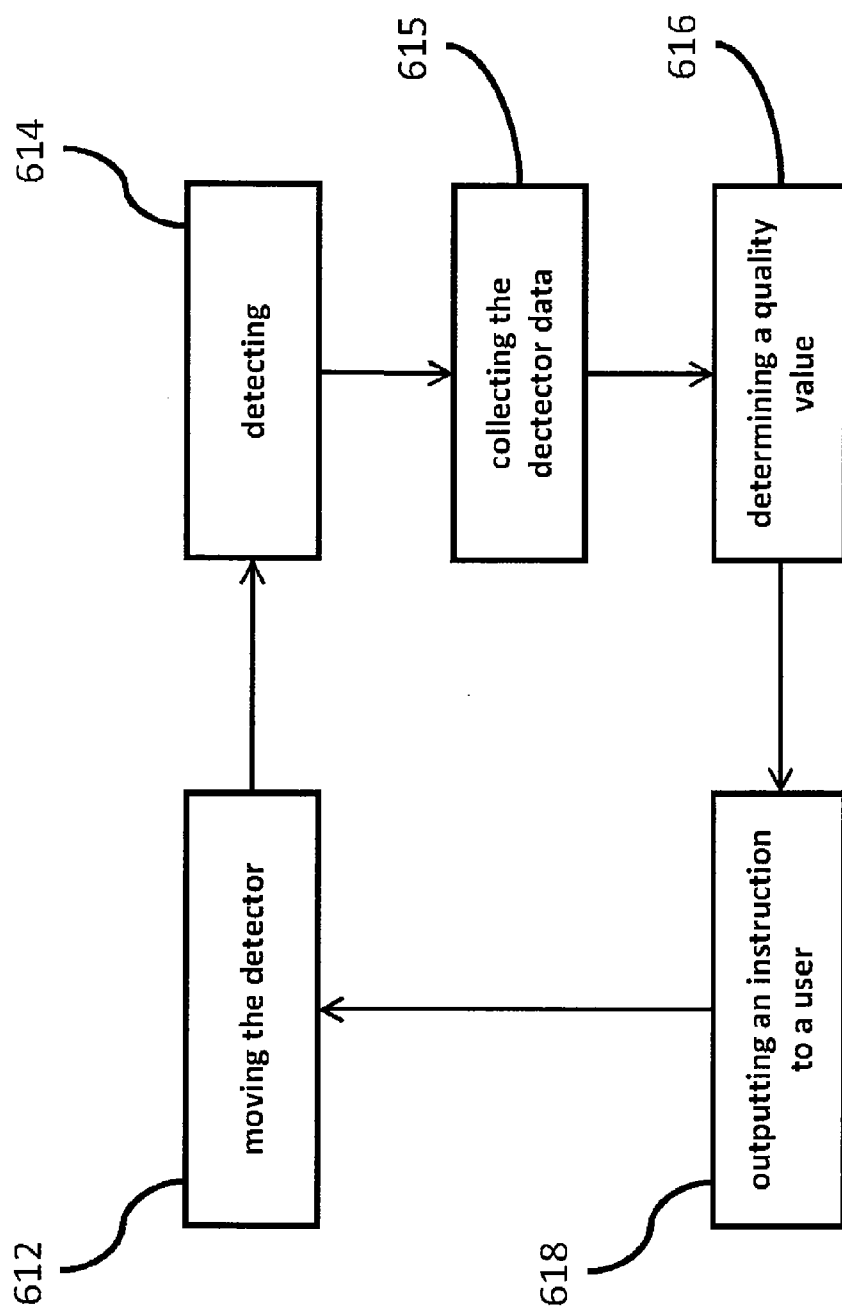 612
moving the detector
614
detecting
615
collecting the
dectector data
616
determining a quality
value
618
outputting an instruction
to a user